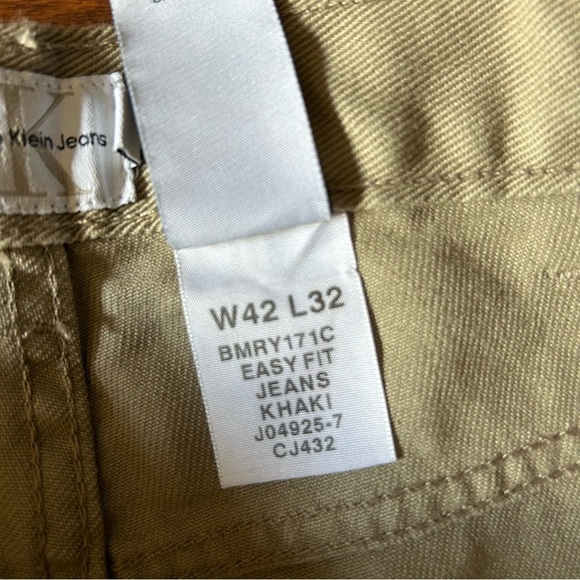 Klein Jeans
W42 L32
BMRY171C
EASY FIT
JEANS
KHAKI
J04925-7
CJ432